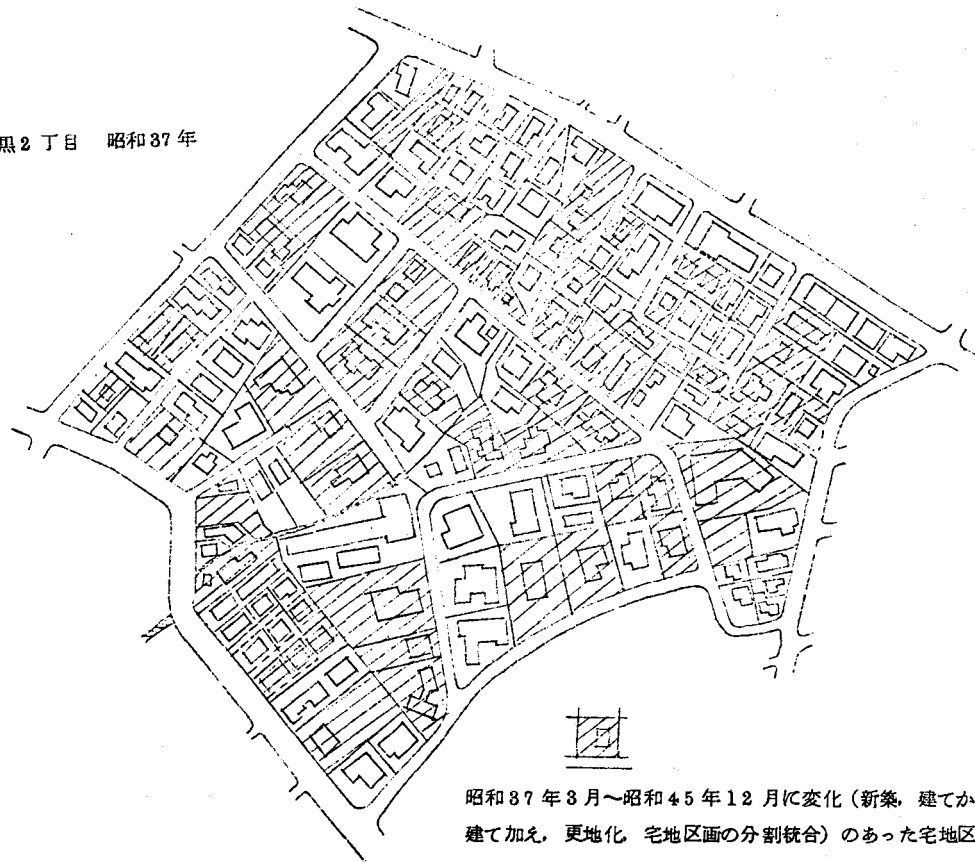 黒2丁目 昭和37年
昭和37年3月～昭和45年12月に変化（新築，建てか
建て加え，更地化，宅地区画の分割統合）のあった宅地区